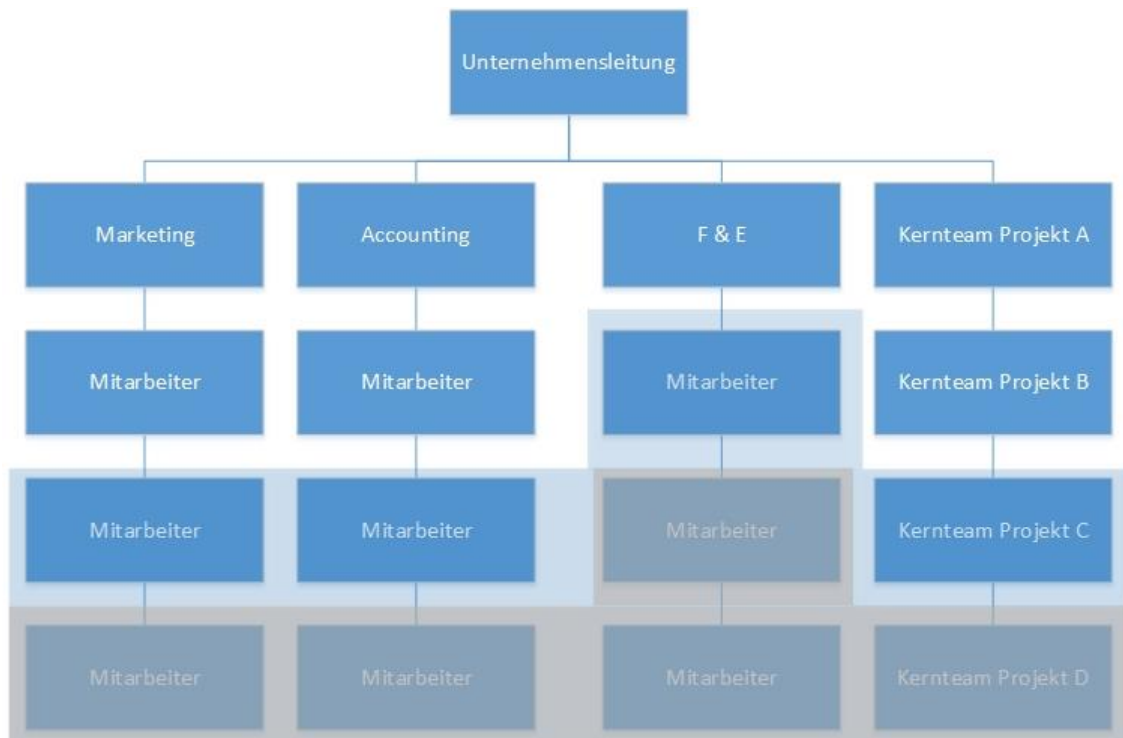 Unternehmensleitung
Marketing
Accounting
F & E
Kernteam Projekt A
Mitarbeiter
Mitarbeiter
Mitarbeiter
Kernteam Projekt B
Mitarbeiter
Mitarbeiter
Mitarbeiter
Kernteam Projekt C
Mitarbeiter
Mitarbeiter
Mitarbeiter
Kernteam Projekt D